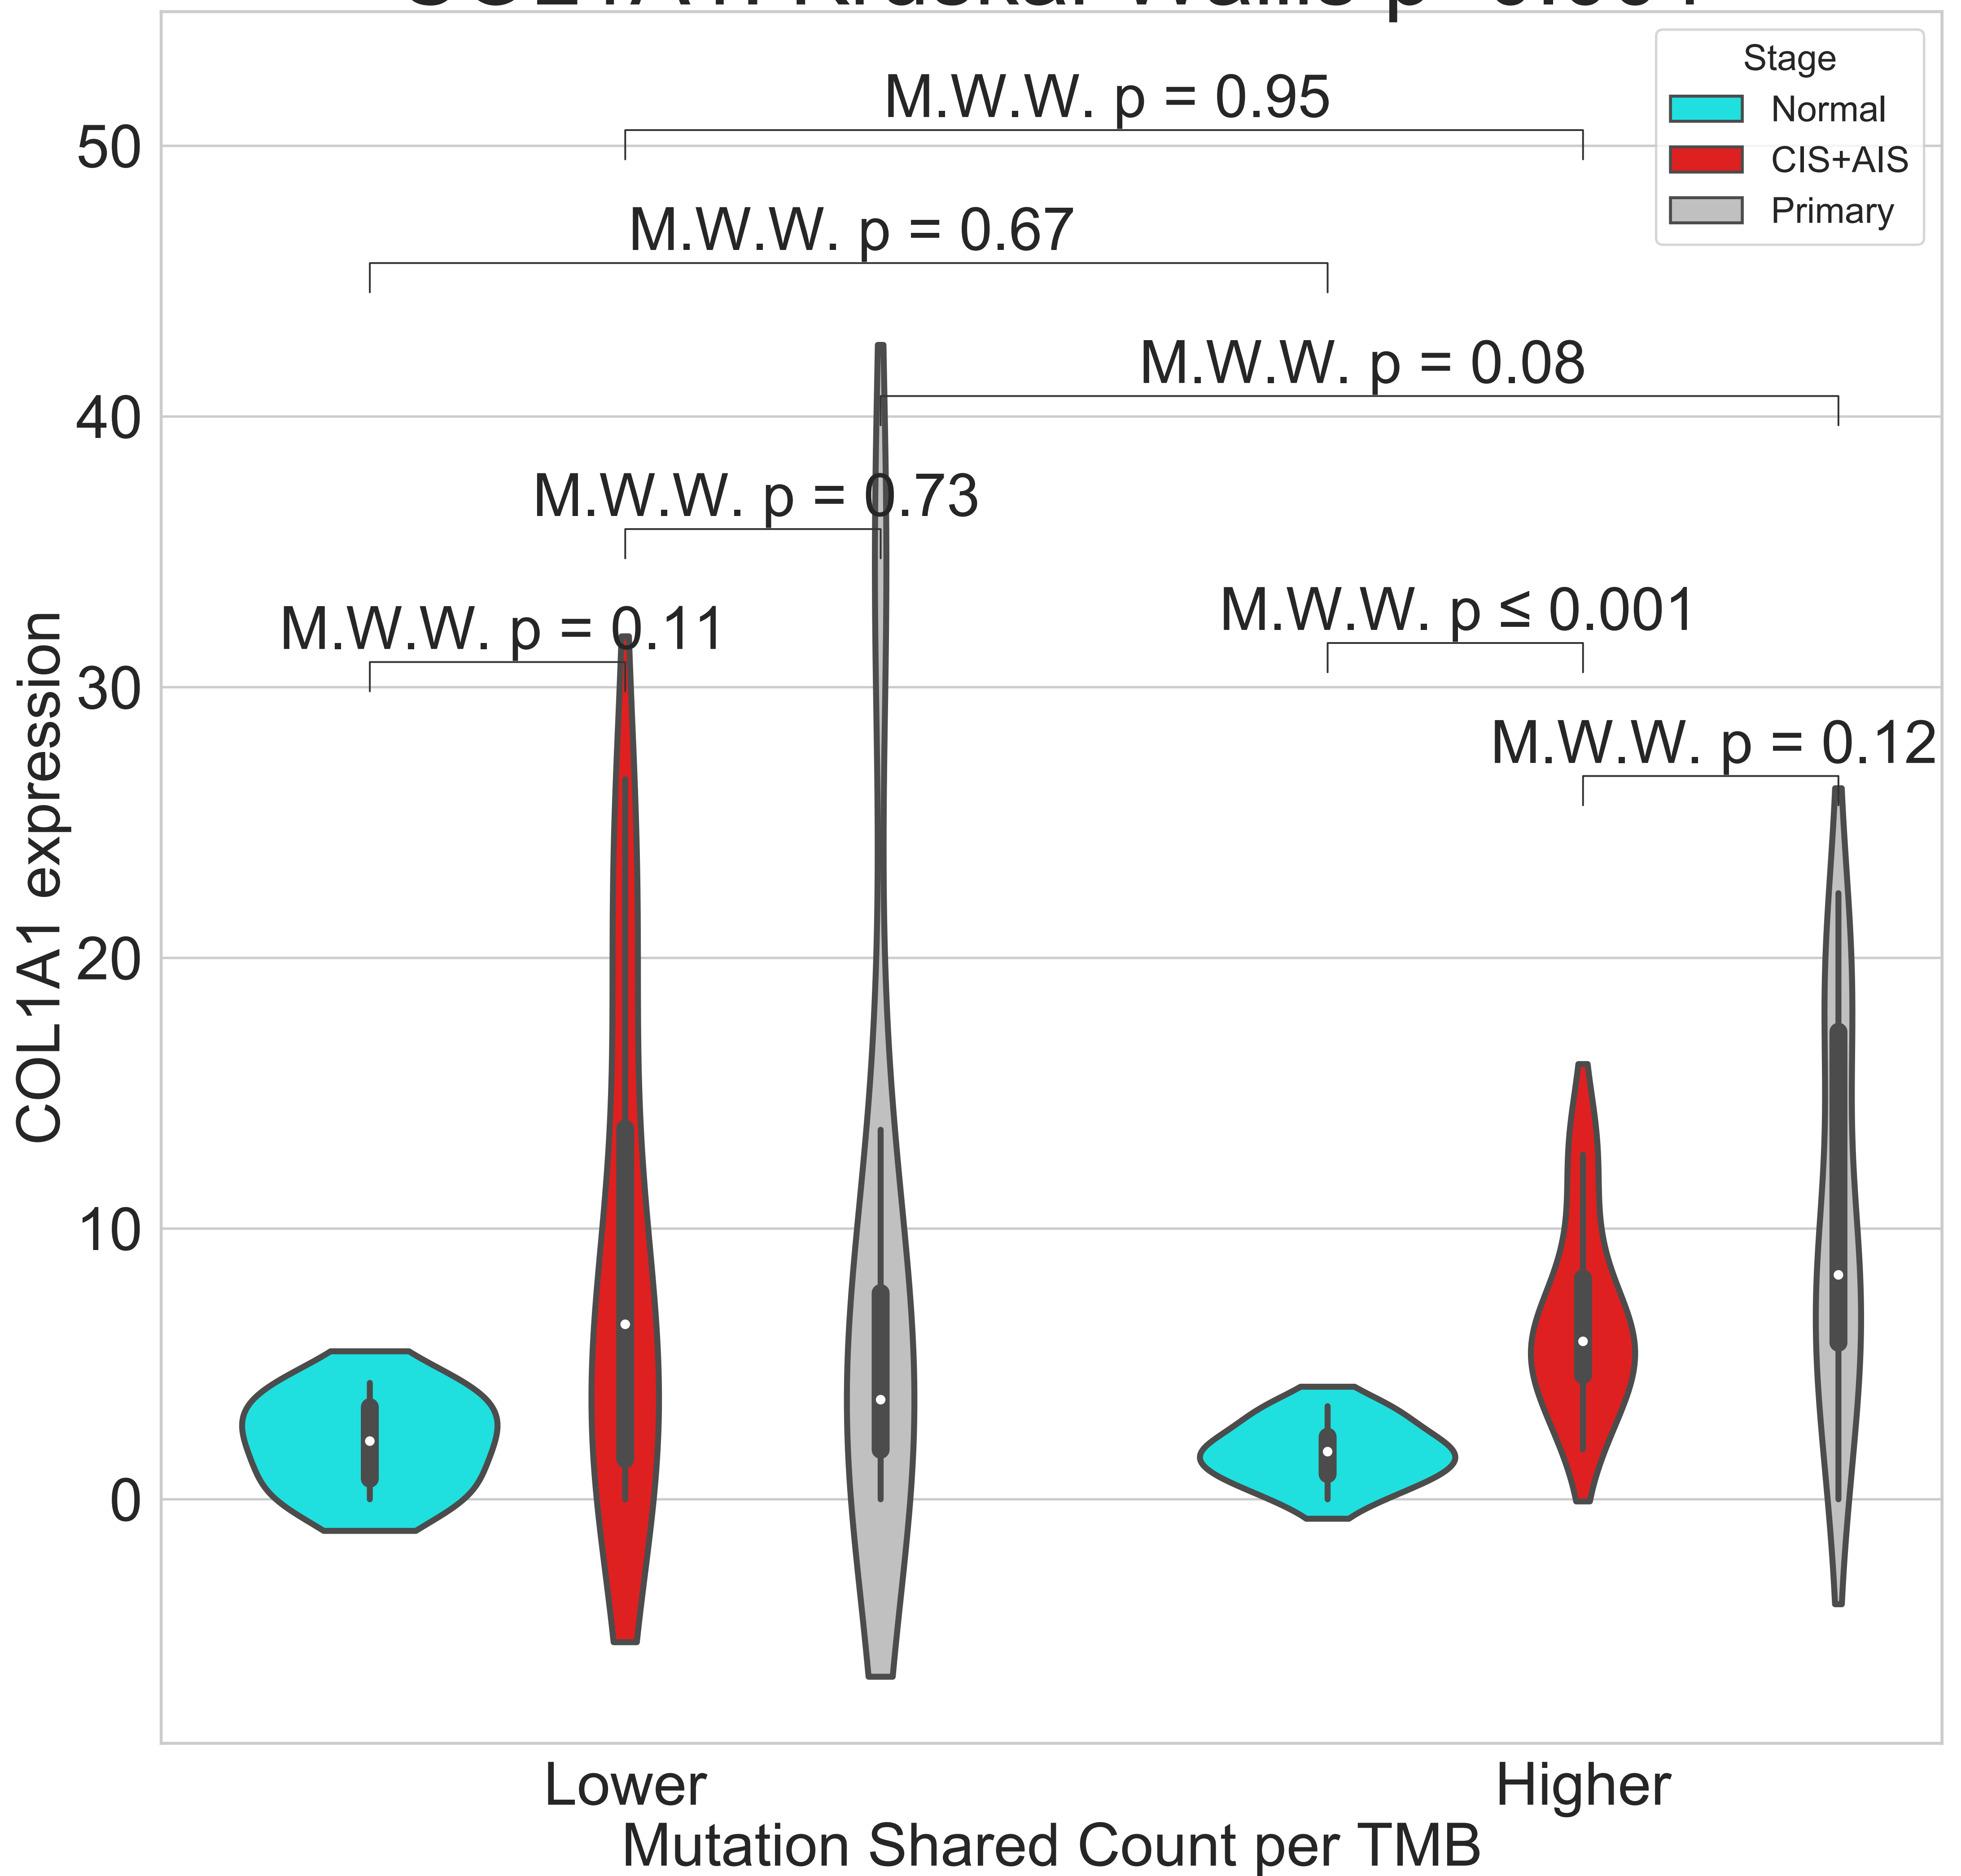 Stage
Normal
CIS+AIS
Primary
M.W.W. p = 0.95
M.W.W. p = 0.67
M.W.W. p = 0.08
M.W.W. p = 0.73
M.W.W. p ≤ 0.001
M.W.W. p = 0.11
M.W.W. p = 0.12
50
40
30
20
10
0
COL1A1 expression
Lower
Higher
Mutation Shared Count per TMB